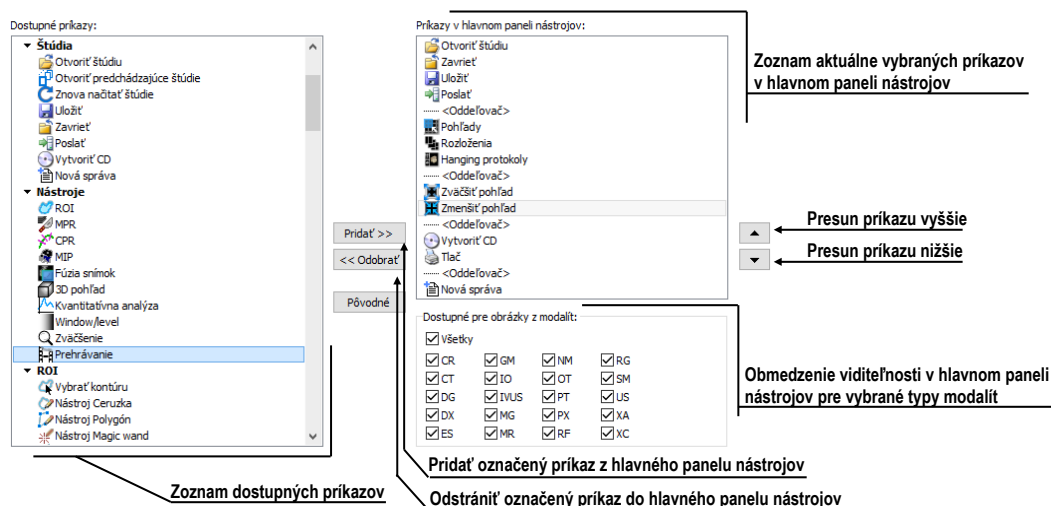 Dostupné príkazy:
Štúdia
Otvoriť štúdiu
Otvoriť predchádzajúce štúdie
Znova načítať štúdie
Uložiť
Zavrieť
Poslať
Vytvoriť CD
Nová správa
Nástroje
ROI
MPR
CPR
MIP
Fúzia snímok
3D pohľad
Kvantitatívna analýza
Window/level
Zväčšenie
Prehrávanie
ROI
Vybrať kontúru
Nástroj Ceruzka
Nástroj Polygón
Nástroj Magic wand
Zoznam dostupných príkazov
Pridať >>
<< Odobrať
Pôvodné
Príkazy v hlavnom paneli nástrojov:
Otvoriť štúdiu
Zavrieť
Uložiť
Poslať
------ <Oddeľovač>
Pohľady
Rozloženia
Hanging protokoly
------ <Oddeľovač>
Zväčšiť pohľad
Zmenšiť pohľad
------ <Oddeľovač>
Vytvoriť CD
Tlač
------ <Oddeľovač>
Nová správa
Dostupné pre obrázky z modalít:
Všetky
CR GM NM RG
CT IO OT SM
DG IVUS PT US
DX MG PX XA
ES MR RF XC
Pridať označený príkaz z hlavného panelu nástrojov
Odstrániť označený príkaz do hlavného panelu nástrojov
Zoznam aktuálne vybraných príkazov
v hlavnom paneli nástrojov
Presun príkazu vyššie
Presun príkazu nižšie
Obmedzenie viditeľnosti v hlavnom paneli
nástrojov pre vybrané typy modalít